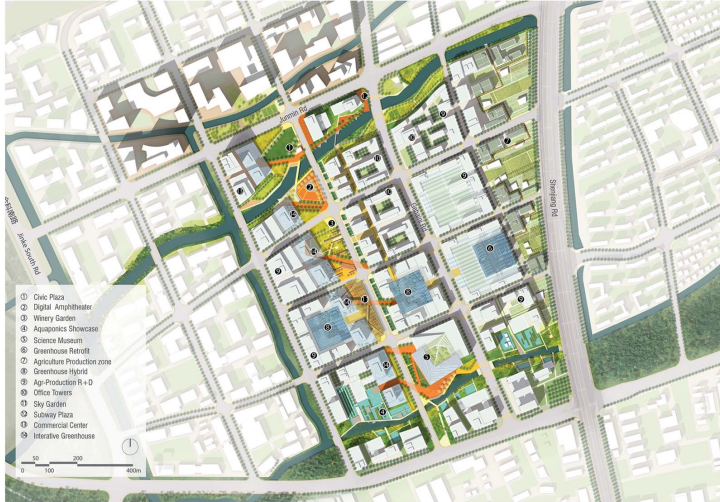 Junmin Rd
Shenjiang Rd
Jinke South Rd
① Civic Plaza
② Digital Amphitheater
③ Winery Garden
④ Aquaponics Showcase
⑤ Science Museum
⑥ Greenhouse Retrofit
⑦ Agriculture Production zone
⑧ Greenhouse Hybrid
⑨ Agr-Production R+D
⑩ Office Towers
⑪ Sky Garden
⑫ Subway Plaza
⑬ Commercial Center
⑭ Interative Greenhouse
0 50 100 200 400m